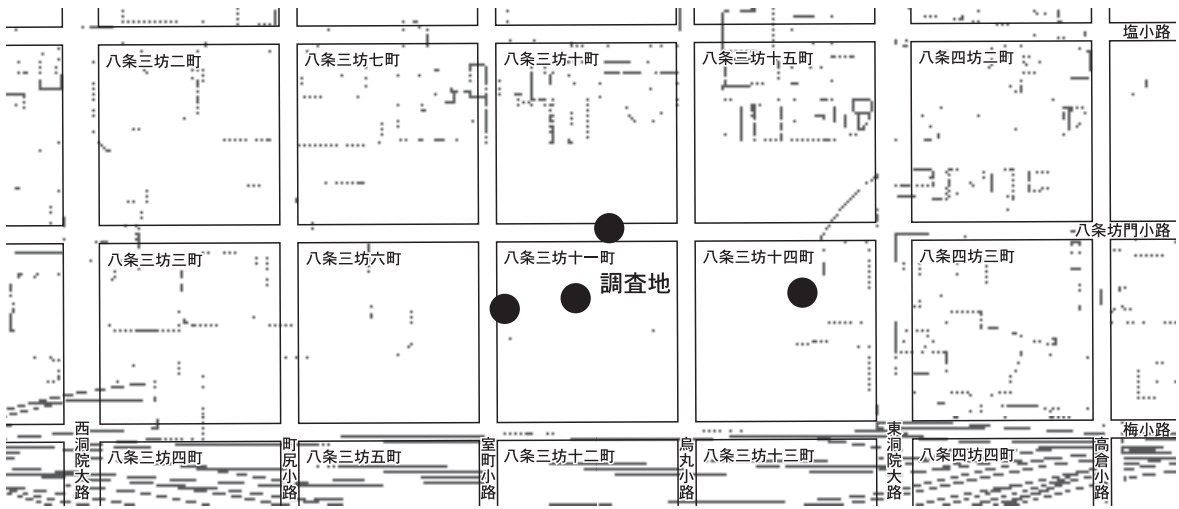 塩小路
八条三坊二町
八条三坊七町
八条三坊十町
八条三坊十五町
八条四坊二町
八条坊門小路
八条三坊三町
八条三坊六町
八条三坊十一町
八条三坊十四町
八条四坊三町
調査地
梅小路
西洞院大路
町尻小路
室町小路
烏丸小路
東洞院大路
高倉小路
八条三坊四町
八条三坊五町
八条三坊十二町
八条三坊十三町
八条四坊四町